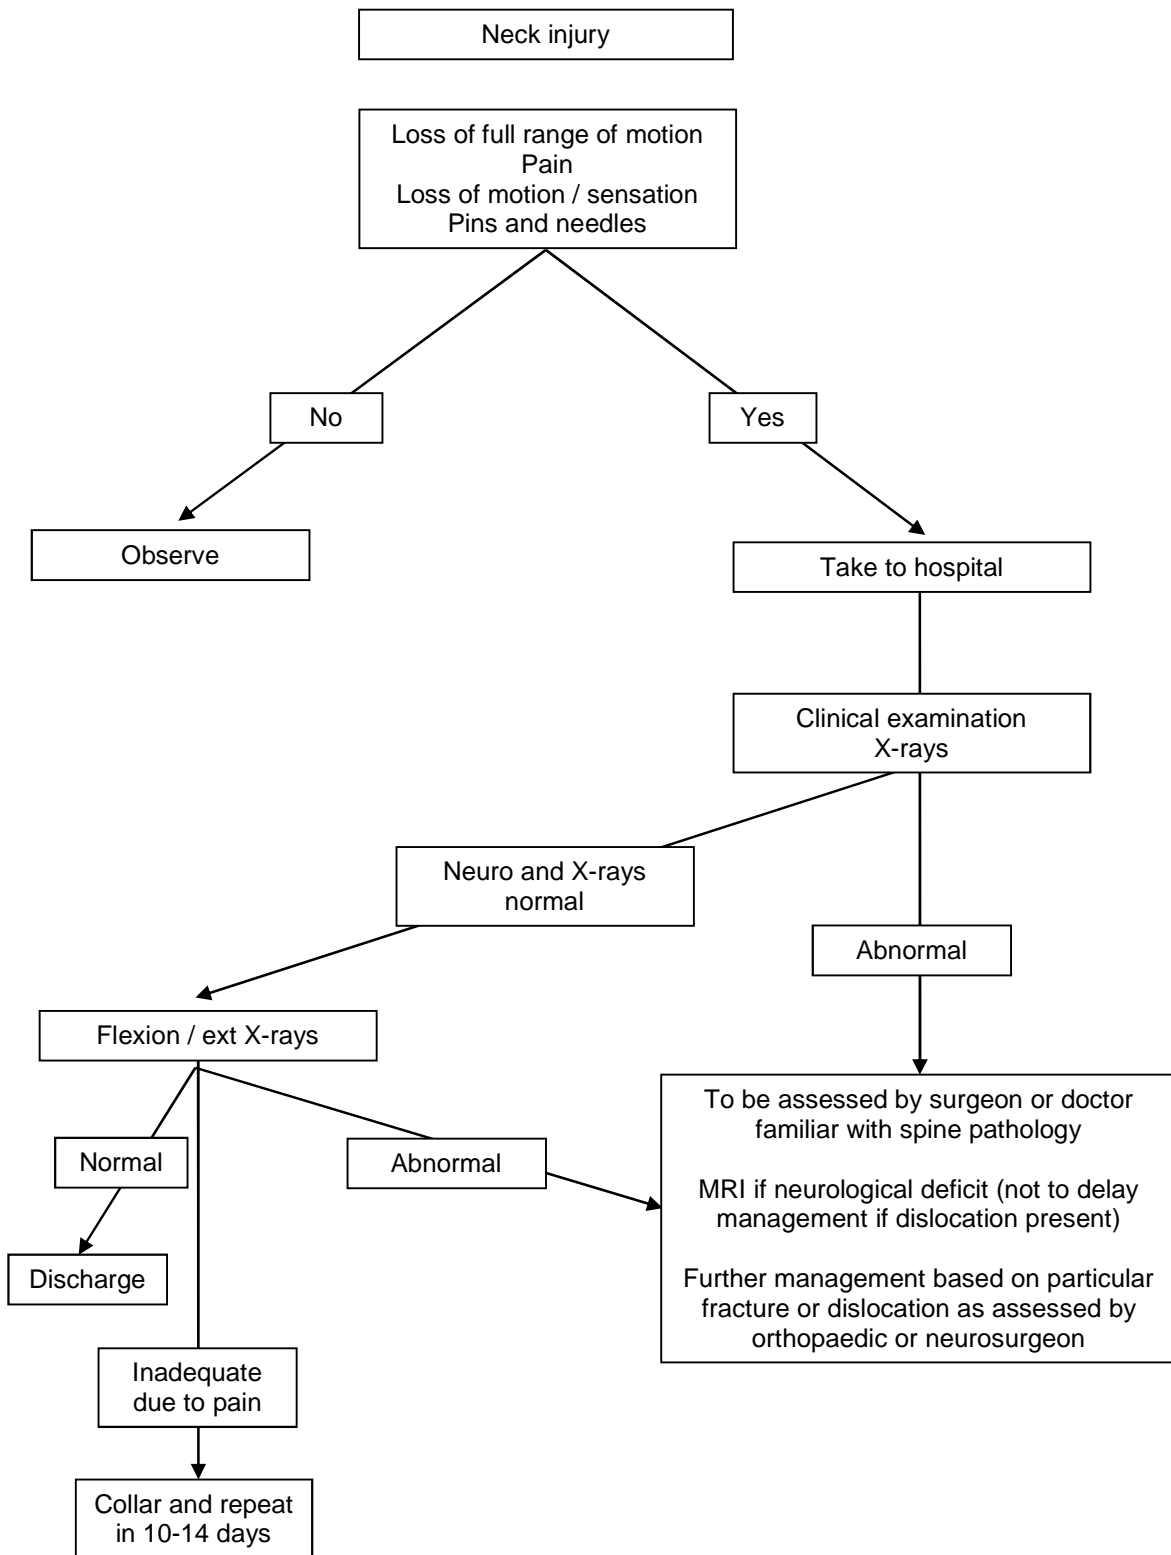 Neck injury
Loss of full range of motion
Pain
Loss of motion / sensation
Pins and needles
No
Yes
Observe
Take to hospital
Clinical examination
X-rays
Neuro and X-rays
normal
Abnormal
Flexion / ext X-rays
Normal
Abnormal
To be assessed by surgeon or doctor
familiar with spine pathology
MRI if neurological deficit (not to delay
management if dislocation present)
Further management based on particular
fracture or dislocation as assessed by
orthopaedic or neurosurgeon
Discharge
Inadequate
due to pain
Collar and repeat
in 10-14 days